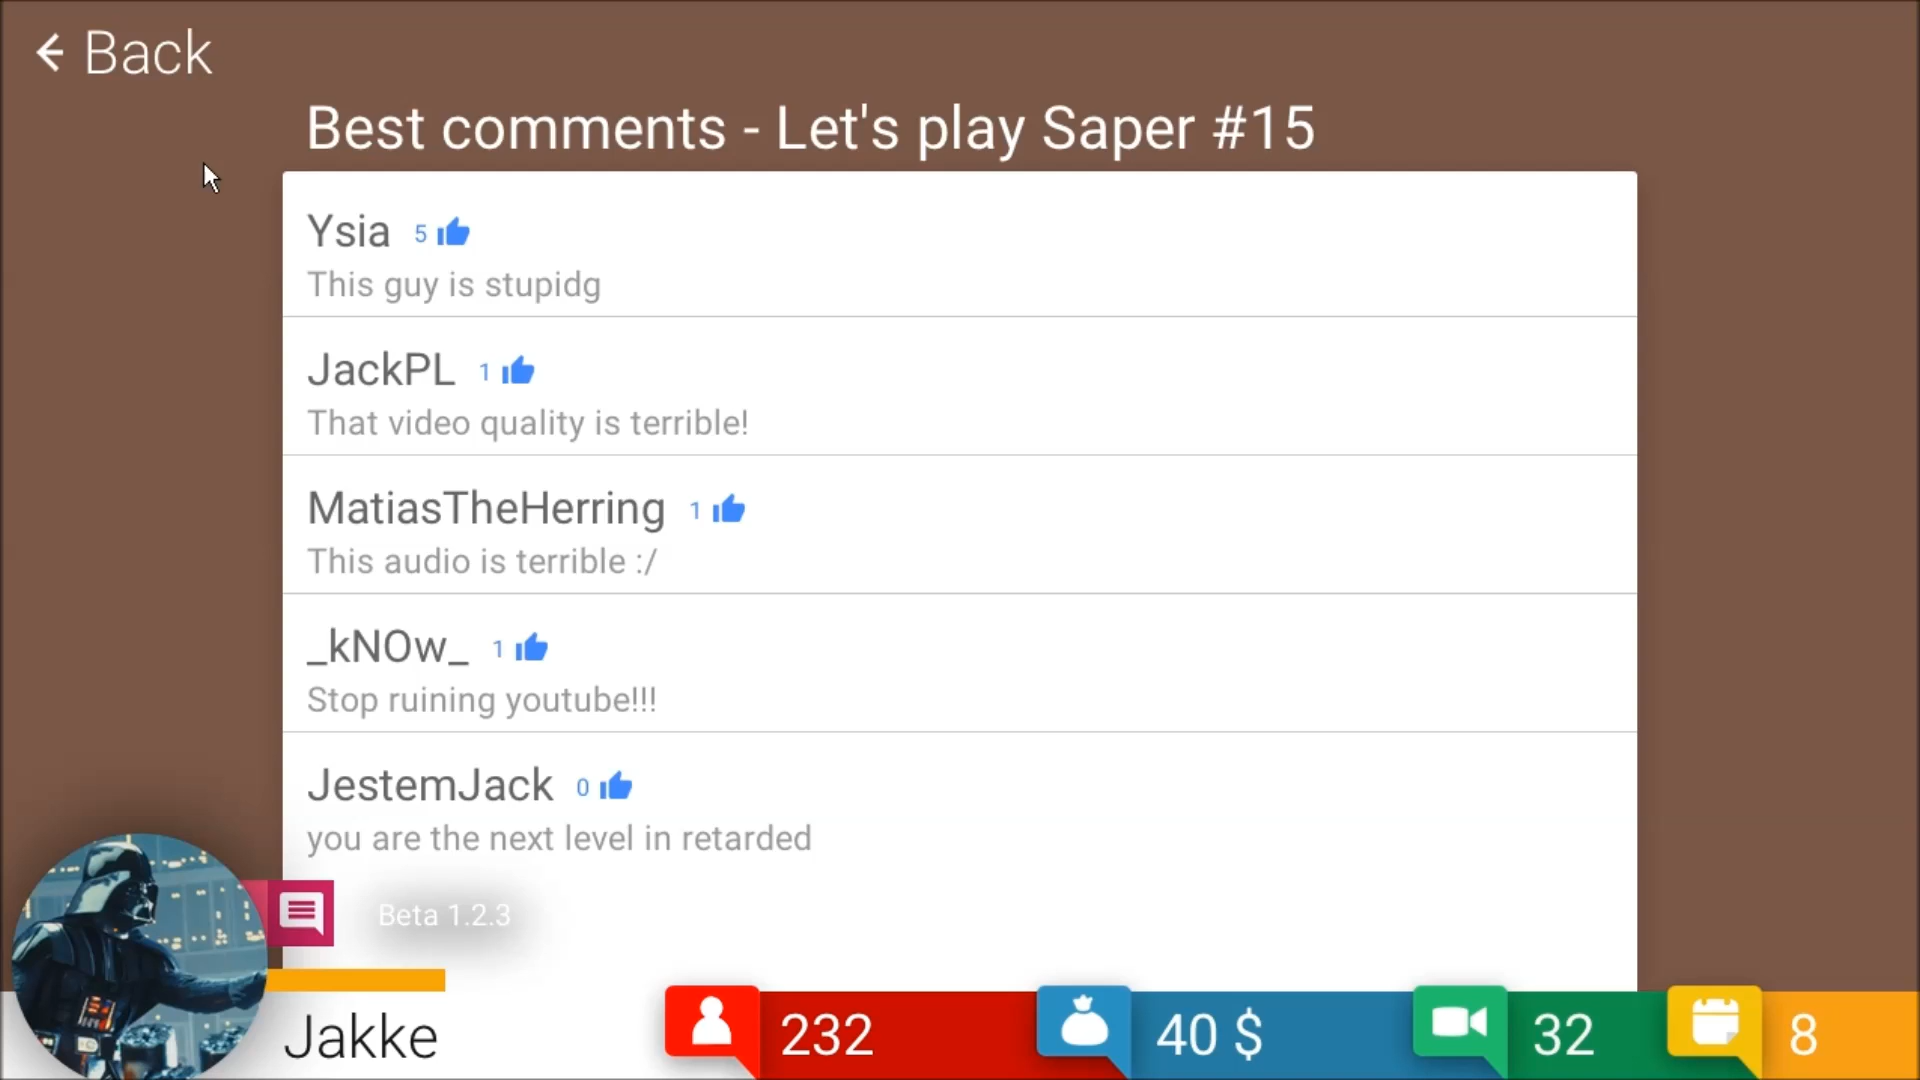 Back
Best comments - Let's play Saper #15
Ysia 5
This guy is stupidg
JackPL 1
That video quality is terrible!
MatiasTheHerring 1
This audio is terrible :/
_kNOw_ 1
Stop ruining youtube!!!
JestemJack 0
you are the next level in retarded
Beta 1.2.3
Jakke
232
40 $
32
8